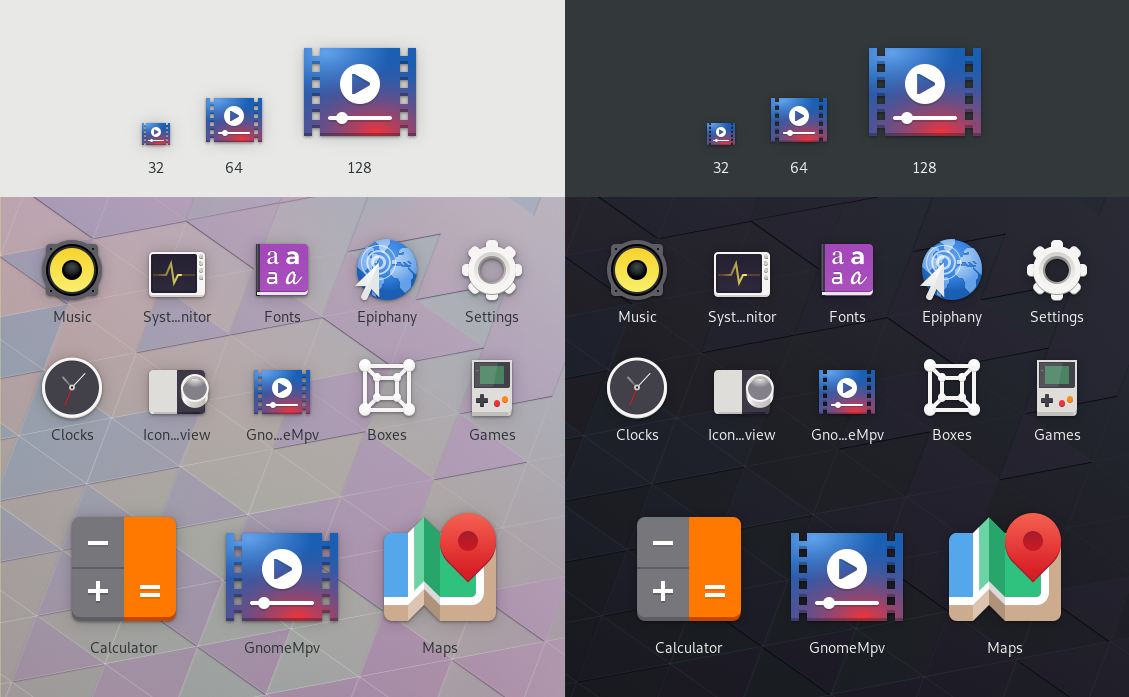 32 64 128 32 64 128
Music Syst...nitor Fonts Epiphany Settings Music Syst...nitor Fonts Epiphany Settings
Clocks Icon...view Gno...eMpv Boxes Games Clocks Icon...view Gno...eMpv Boxes Games
Calculator GnomeMpv Maps Calculator GnomeMpv Maps